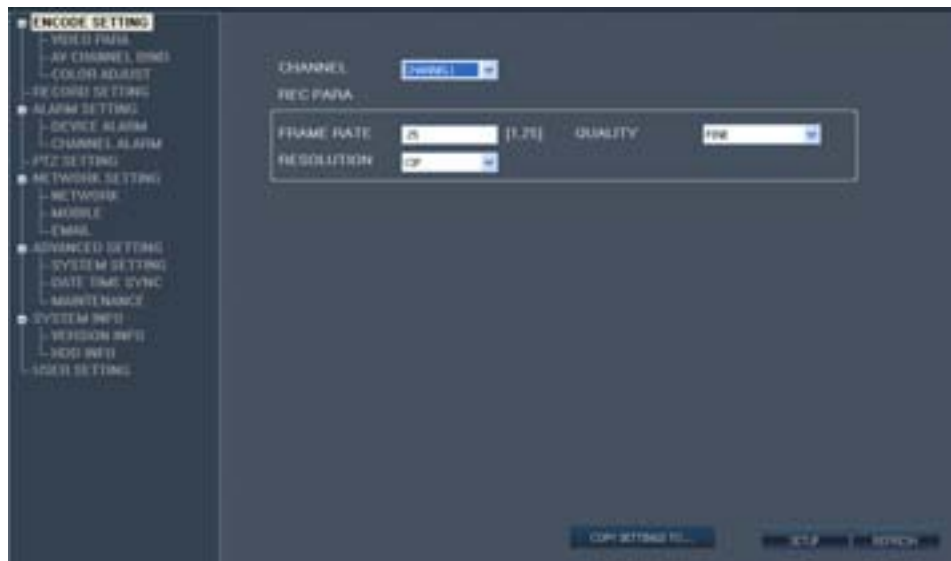 ENCODE SETTING
VIDEO PARA
AV CHANNEL BIND
COLOR ADJUST
RECORD SETTING
ALARM SETTING
DEVICE ALARM
CHANNEL ALARM
PTZ SETTING
NETWORK SETTING
NETWORK
MOBILE
EMAIL
ADVANCED SETTING
SYSTEM SETTING
DATE TIME SYNC
MAINTENANCE
SYSTEM INFO
VERSION INFO
HDD INFO
USER SETTING
CHANNEL CHANNEL1
REC PARA
FRAME RATE 25 [1,25] QUALITY FINE
RESOLUTION CIF
COPY SETTINGS TO... SETUP REFRESH